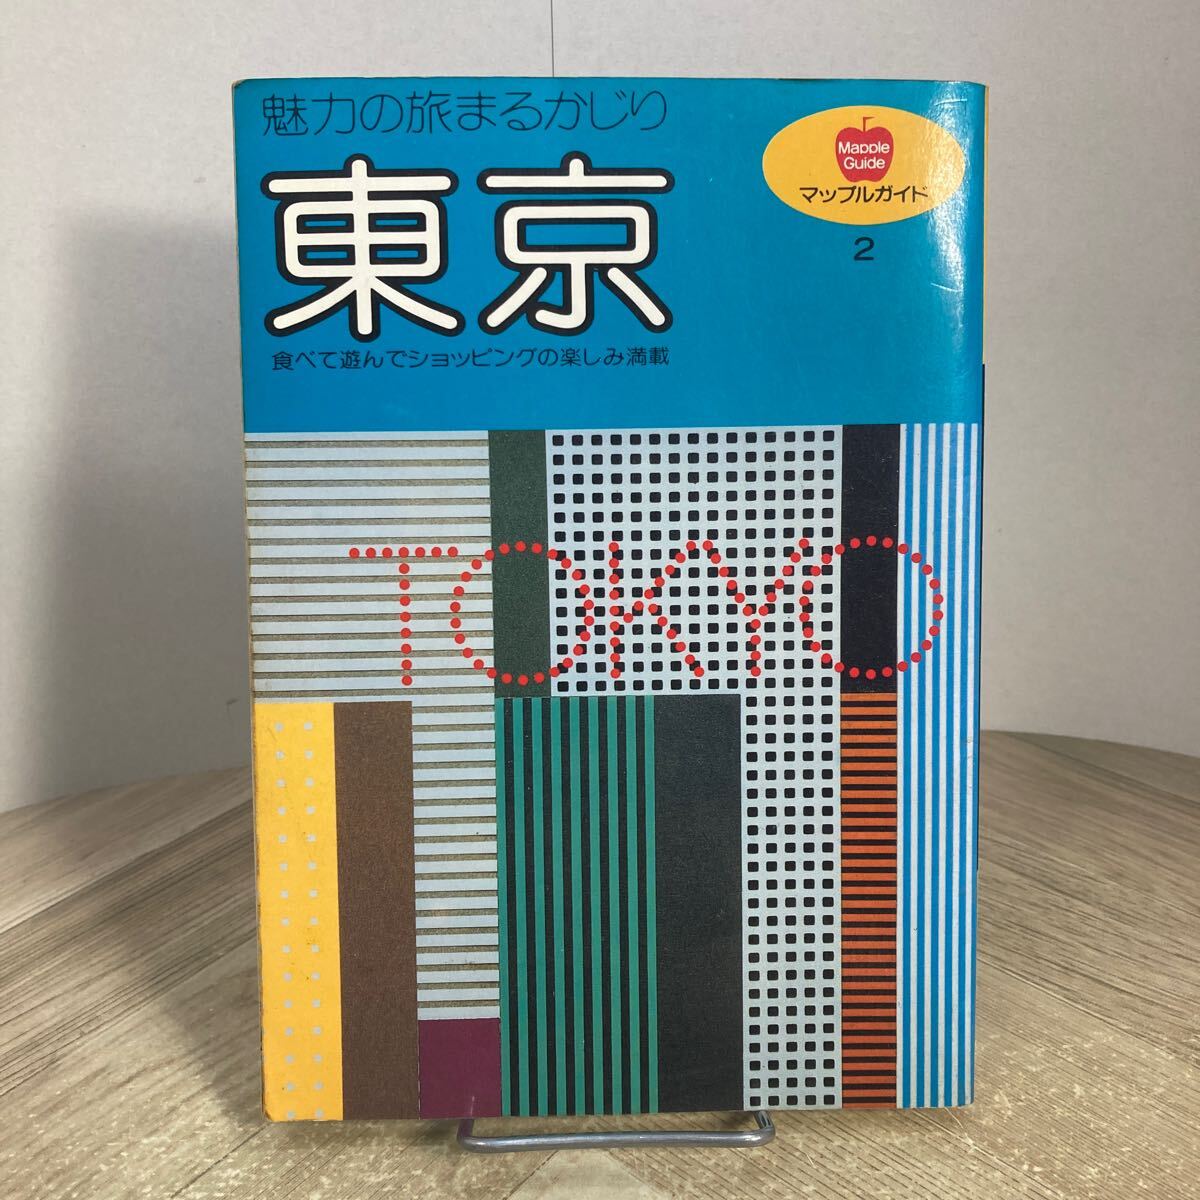 魅力の旅まるかじり
東京
食べて遊んでショッピングの楽しみ満載
Mapple
Guide
マップルガイド
2
TOKYO